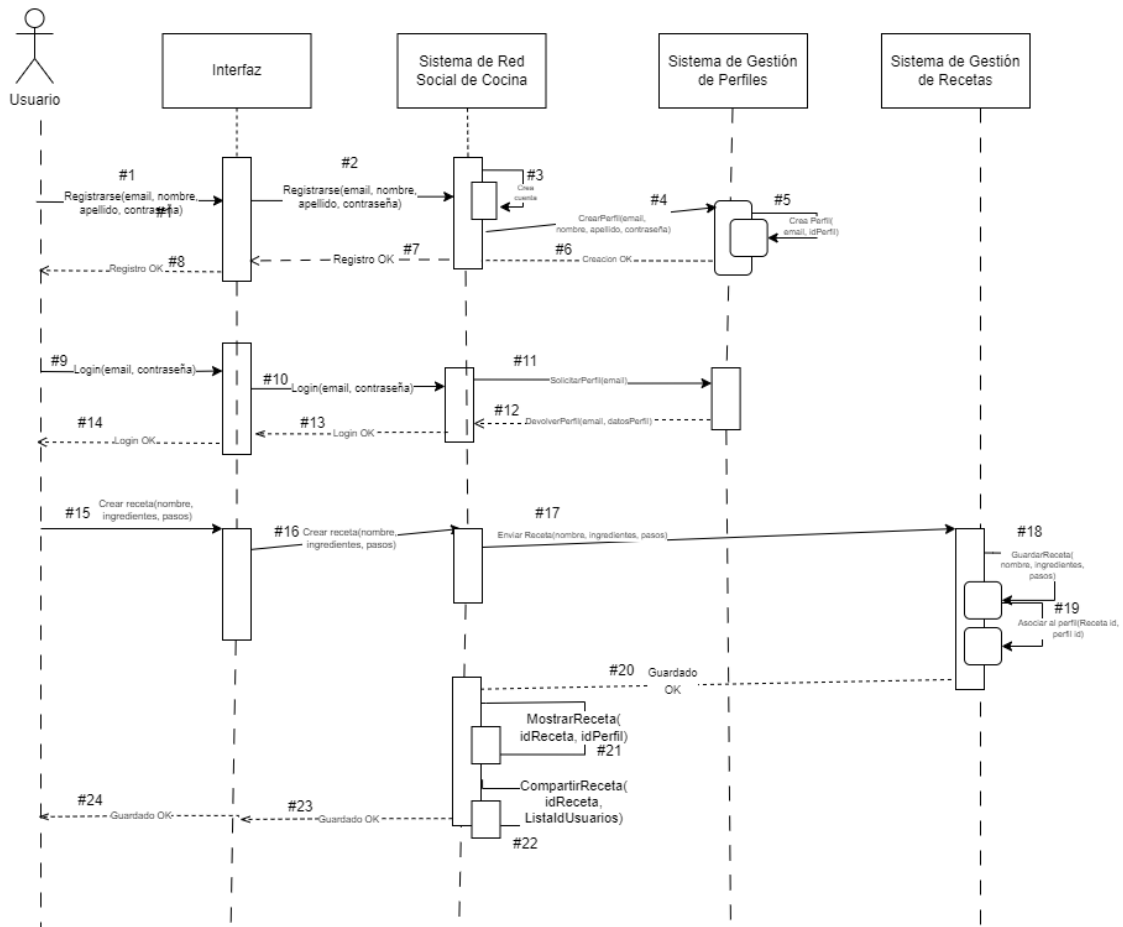 Usuario
Interfaz
Sistema de Red
Social de Cocina
Sistema de Gestión
de Perfiles
Sistema de Gestión
de Recetas
#1
Registrarse(email, nombre,
apellido, contraseña)
#1
#2
Registrarse(email, nombre,
apellido, contraseña)
#3
Crea
cuenta
#4
CrearPerfil(email,
nombre, apellido, contraseña)
#5
Crea Perfil(
email, idPerfil)
#6
Creacion OK
#7
Registro OK
#8
Registro OK
#9
Login(email, contraseña)
#10
Login(email, contraseña)
#11
SolicitarPerfil(email)
#12
DevolverPerfil(email, datosPerfil)
#13
Login OK
#14
Login OK
#15
Crear receta(nombre,
ingredientes, pasos)
#16
Crear receta(nombre,
ingredientes, pasos)
#17
Enviar Receta(nombre, ingredientes, pasos)
#18
GuardarReceta(
nombre, ingredientes,
pasos)
#19
Asociar al perfil(Receta id,
perfil id)
#20
Guardado
OK
MostrarReceta(
idReceta, idPerfil)
#21
CompartirReceta(
idReceta,
ListaIdUsuarios)
#22
#23
Guardado OK
#24
Guardado OK